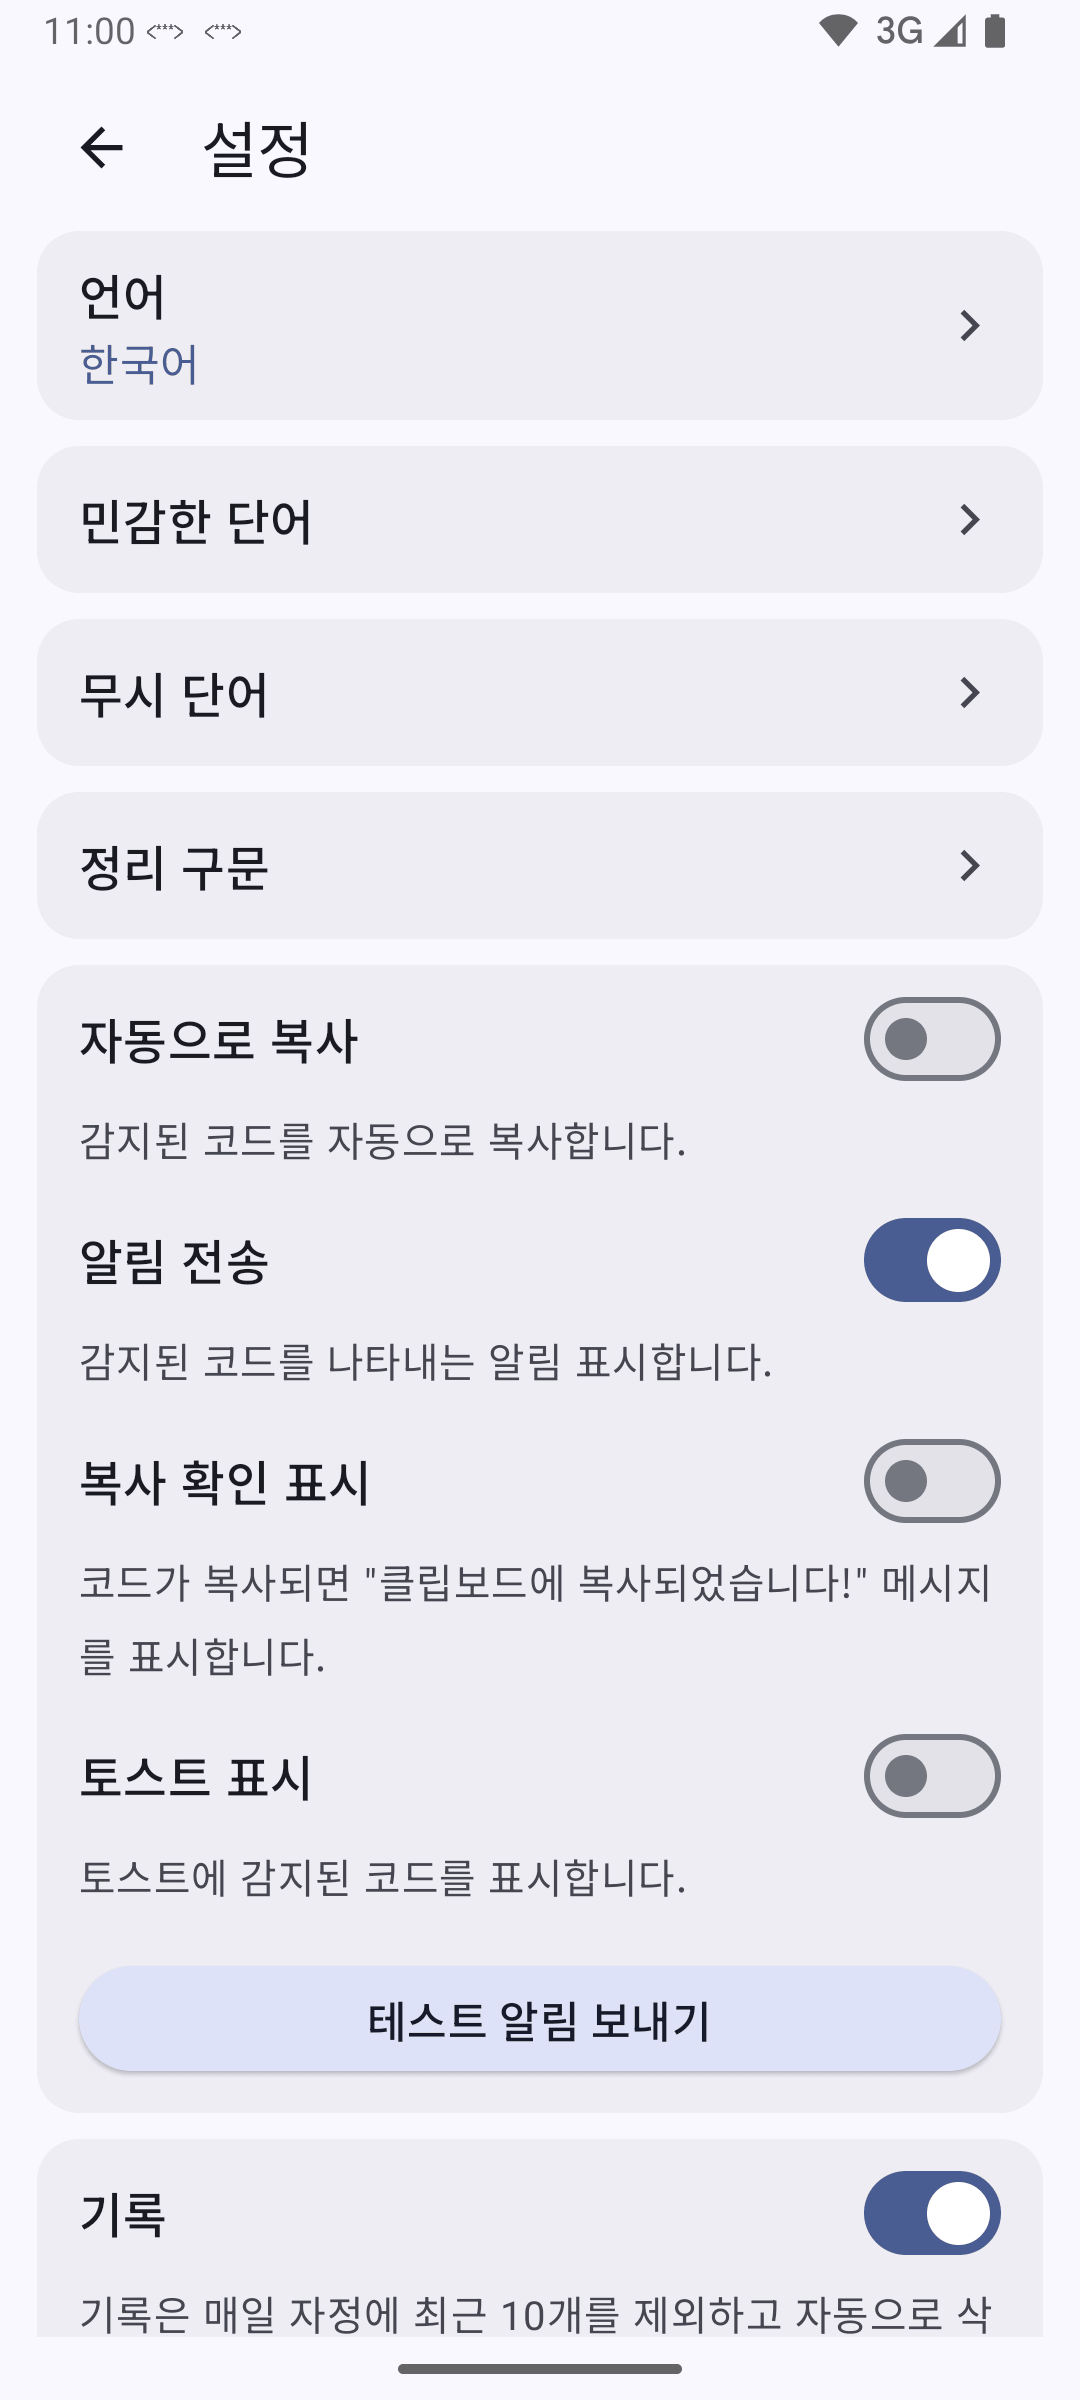 11:00 <***> <***> 3G
설정
언어
한국어
민감한 단어
무시 단어
정리 구문
자동으로 복사
감지된 코드를 자동으로 복사합니다.
알림 전송
감지된 코드를 나타내는 알림 표시합니다.
복사 확인 표시
코드가 복사되면 "클립보드에 복사되었습니다!" 메시지
를 표시합니다.
토스트 표시
토스트에 감지된 코드를 표시합니다.
테스트 알림 보내기
기록
기록은 매일 자정에 최근 10개를 제외하고 자동으로 삭